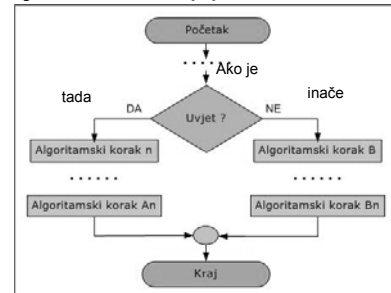 Početak
Ako je
tada
inače
DA
NE
Uvjet ?
Algoritamski korak n
Algoritamski korak B
......
......
Algoritamski korak An
Algoritamski korak Bn
Kraj